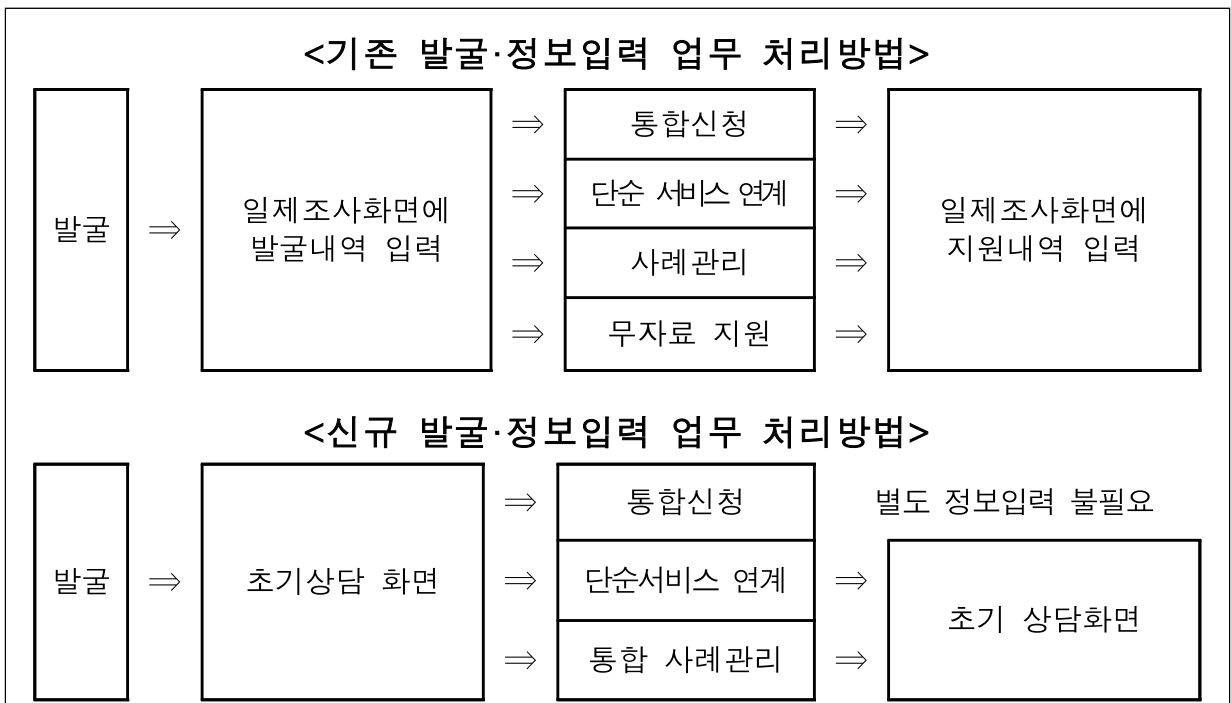 <기존 발굴·정보입력 업무 처리방법>
발굴
⇒
일제조사화면에
발굴내역 입력
⇒ 통합신청 ⇒
⇒ 단순 서비스 연계 ⇒
⇒ 사례관리 ⇒
⇒ 무자료 지원 ⇒
일제조사화면에
지원내역 입력
<신규 발굴·정보입력 업무 처리방법>
발굴
⇒
초기상담 화면
⇒ 통합신청 별도 정보입력 불필요
⇒ 단순서비스 연계 ⇒
⇒ 통합 사례관리 ⇒
초기 상담화면